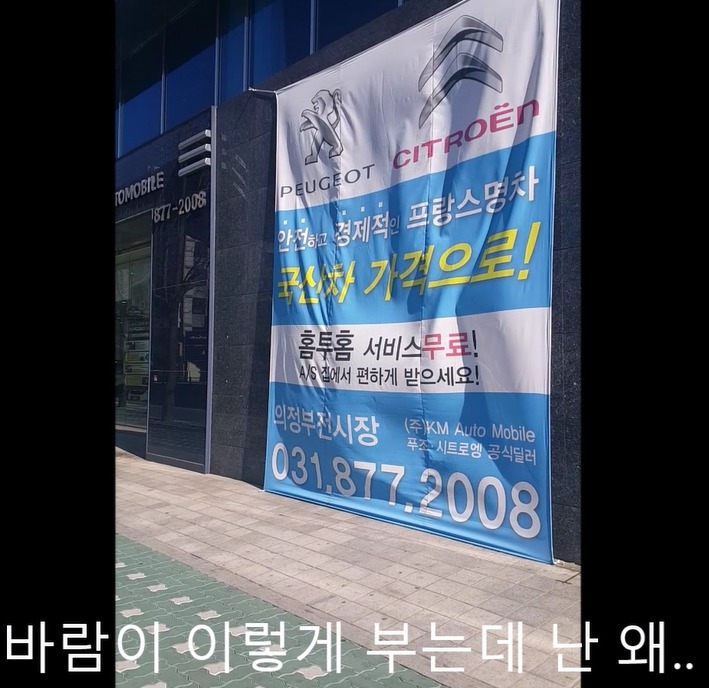 TOMOBILE
877-2008
PEUGEOT
CITROËN
안전하고 경제적인 프랑스명차
국산차 가격으로!
홈투홈 서비스무료!
A/S 집에서 편하게 받으세요!
의정부전시장
(주)KM Auto Mobile
푸조·시트로엥 공식딜러
031.877.2008
바람이 이렇게 부는데 난 왜..